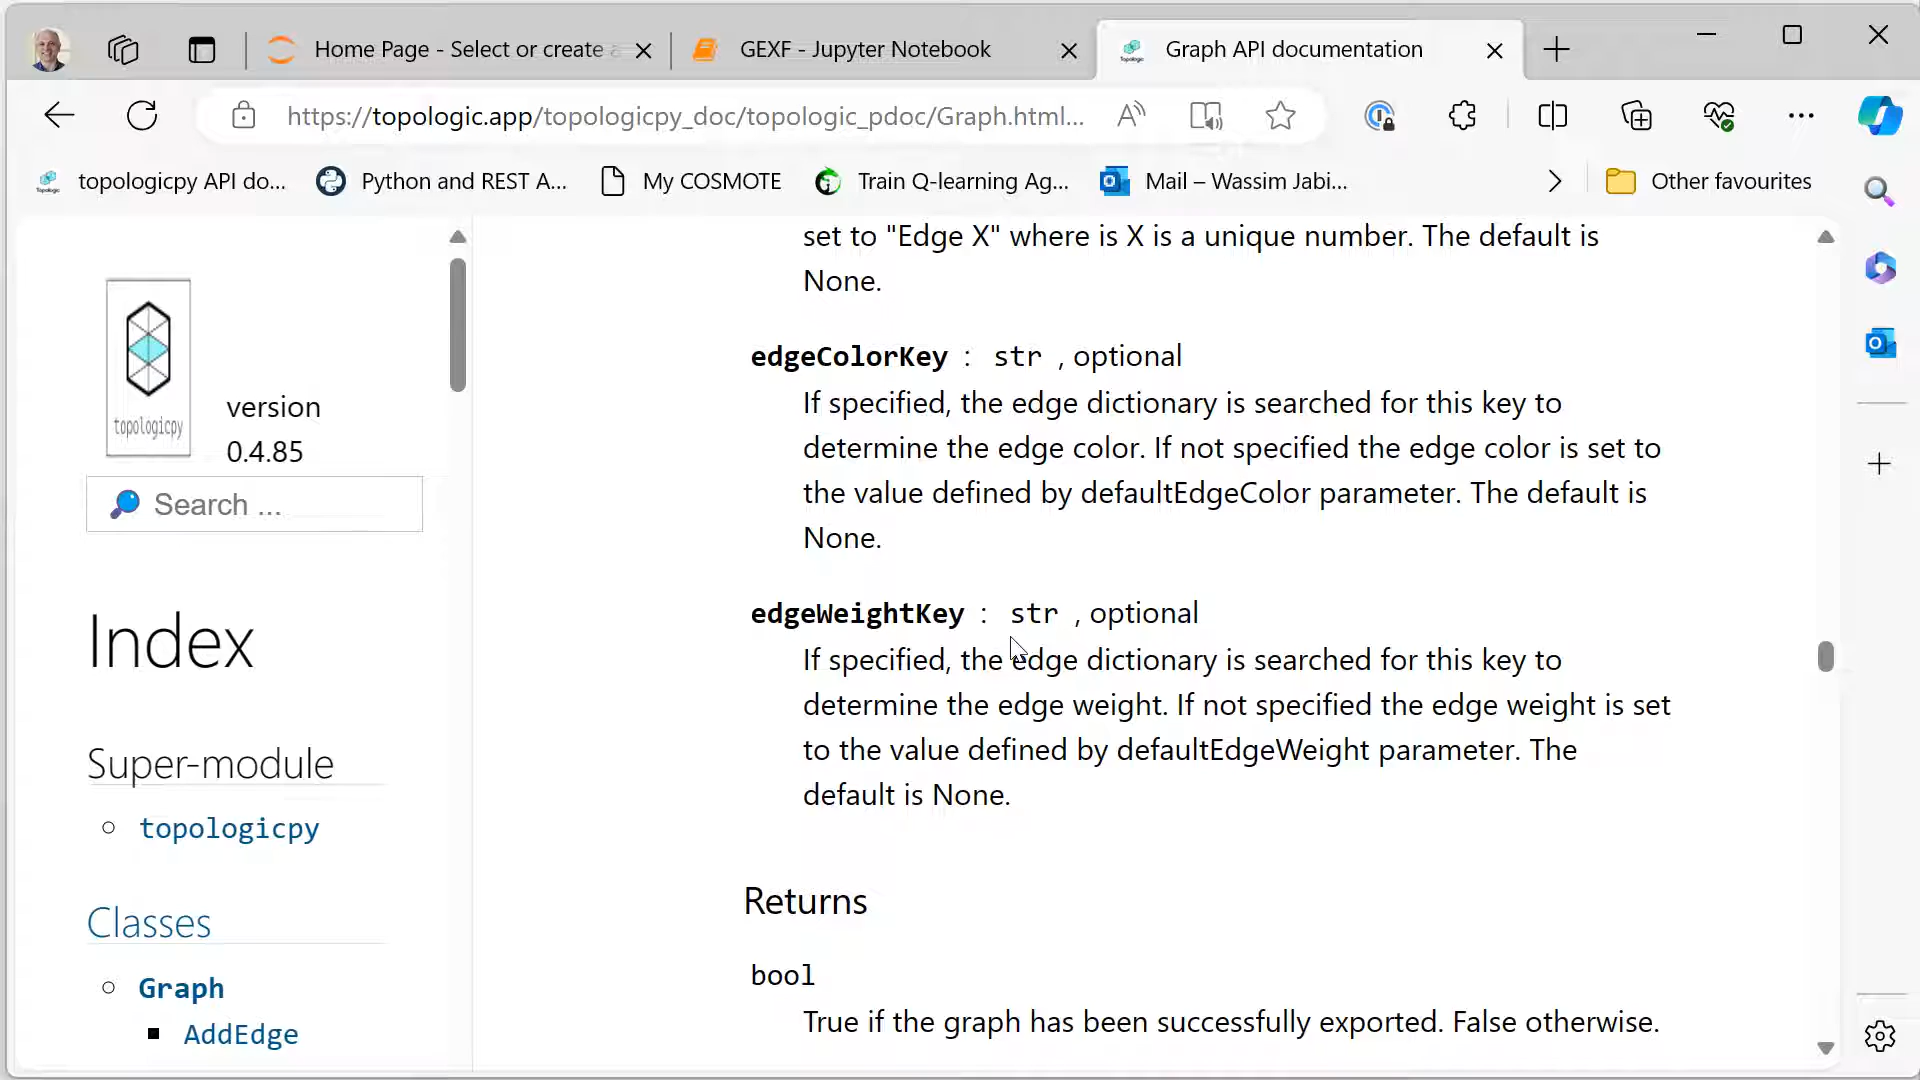 Home Page - Select or create a
GEXF - Jupyter Notebook
Graph API documentation
https://topologic.app/topologicpy_doc/topologic_pdoc/Graph.html...
topologicpy API do...
Python and REST A...
My COSMOTE
Train Q-learning Ag...
Mail – Wassim Jabi...
Other favourites
topologicpy
version
0.4.85
Search ...
Index
Super-module
topologicpy
Classes
Graph
AddEdge
set to "Edge X" where is X is a unique number. The default is
None.
edgeColorKey : str , optional
If specified, the edge dictionary is searched for this key to
determine the edge color. If not specified the edge color is set to
the value defined by defaultEdgeColor parameter. The default is
None.
edgeWeightKey : str , optional
If specified, the edge dictionary is searched for this key to
determine the edge weight. If not specified the edge weight is set
to the value defined by defaultEdgeWeight parameter. The
default is None.
Returns
bool
True if the graph has been successfully exported. False otherwise.